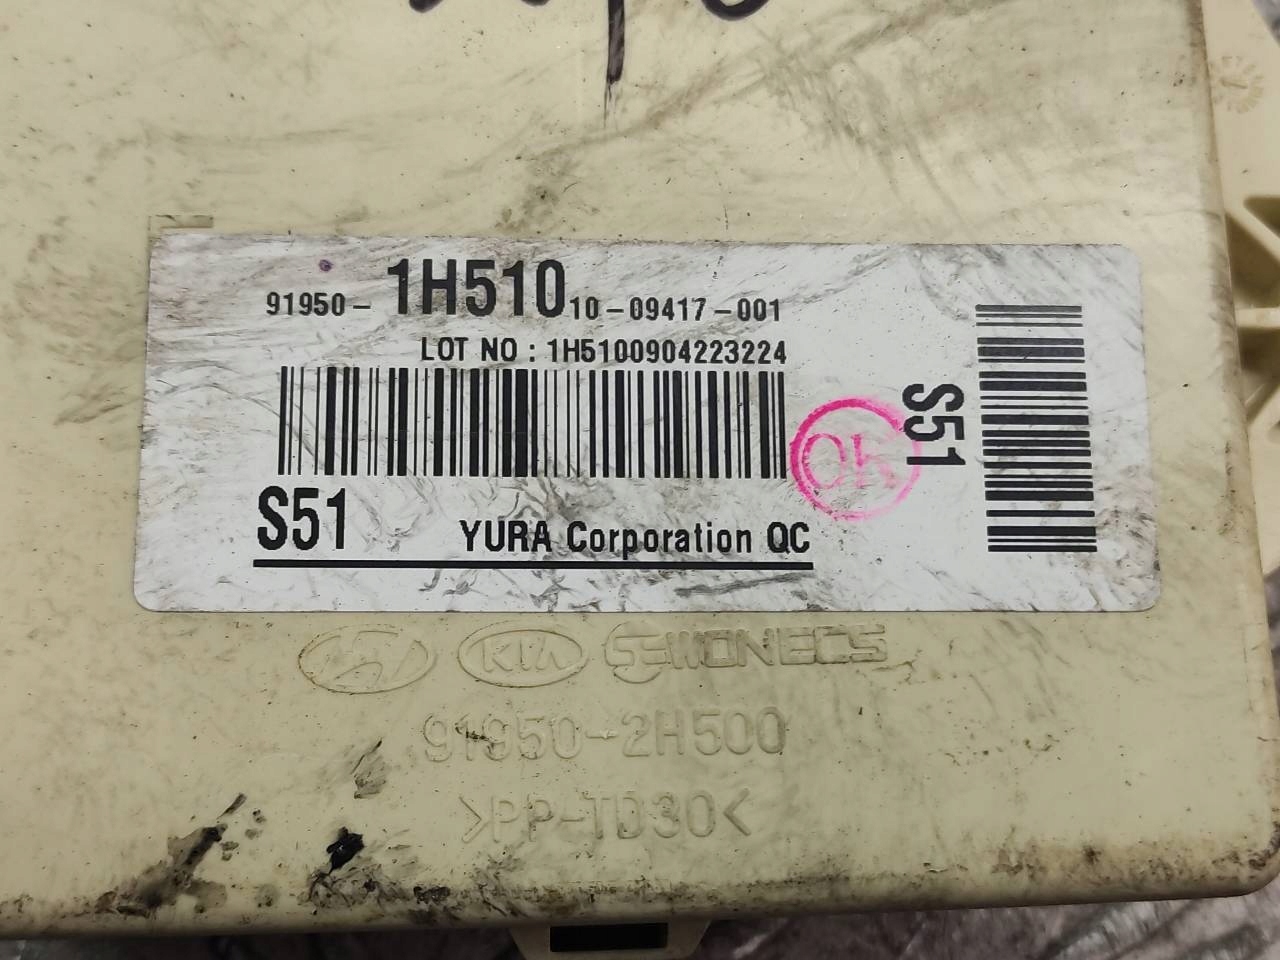 91950- 1H510 10-09417-001
LOT NO : 1H5100904223224
S51
OK
S51 YURA Corporation QC
KIA SEWONECS
91950-2H500
>PP-TD30<